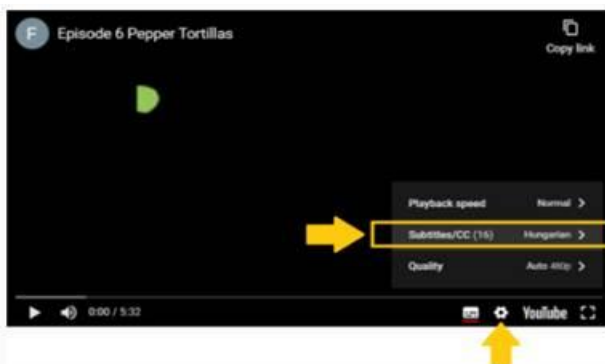 F Episode 6 Pepper Tortillas
Copy link
Playback speed Normal
Subtitles/CC (16) Hungarian
Quality Auto 480p
0:00 / 5:32 YouTube